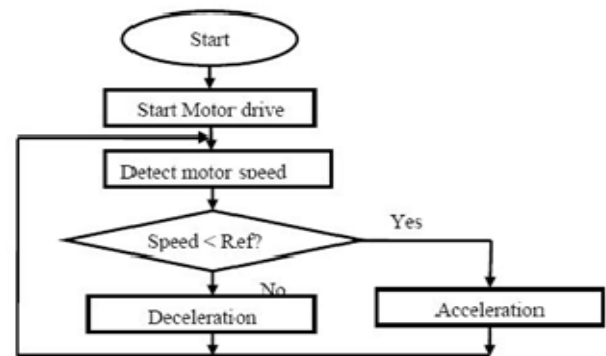 Start
Start Motor drive
Detect motor speed
Speed < Ref?
Yes
No
Deceleration
Acceleration